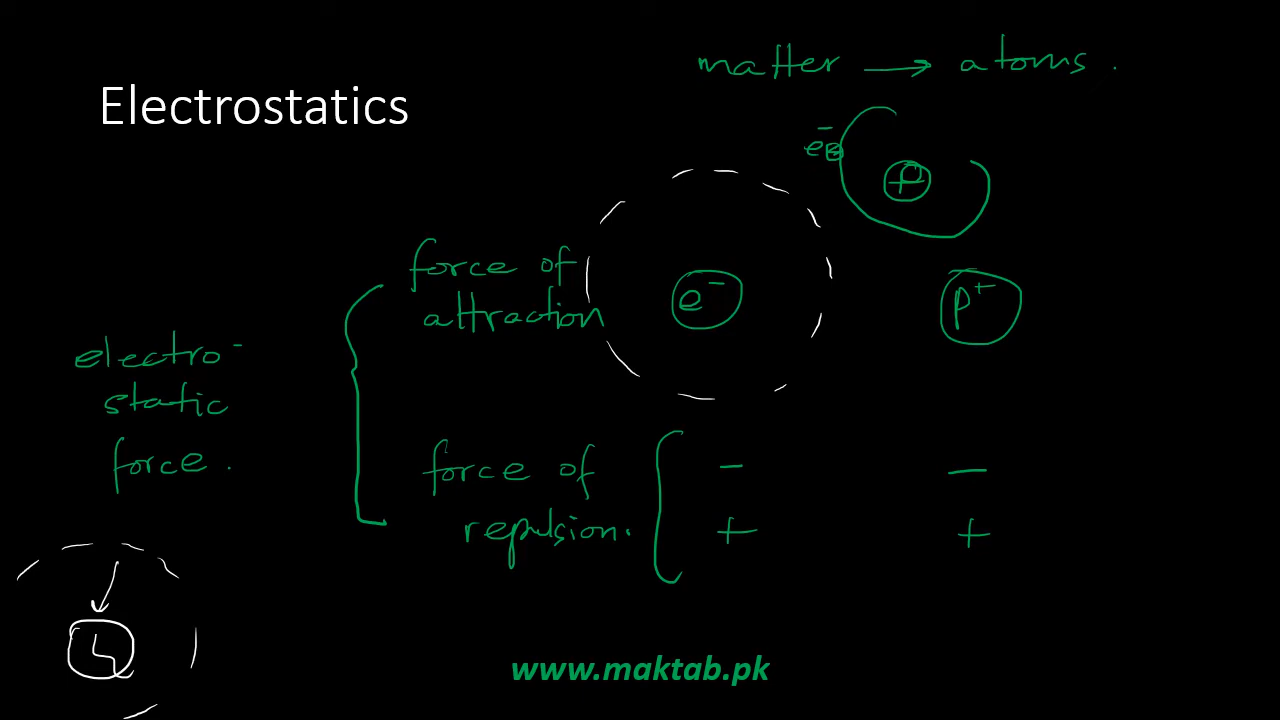 matter → atoms.
Electrostatics
e⁻
p
force of
attraction
e⁻
p⁺
electro-
static
force.
force of
repulsion.
− −
+ +
www.maktab.pk